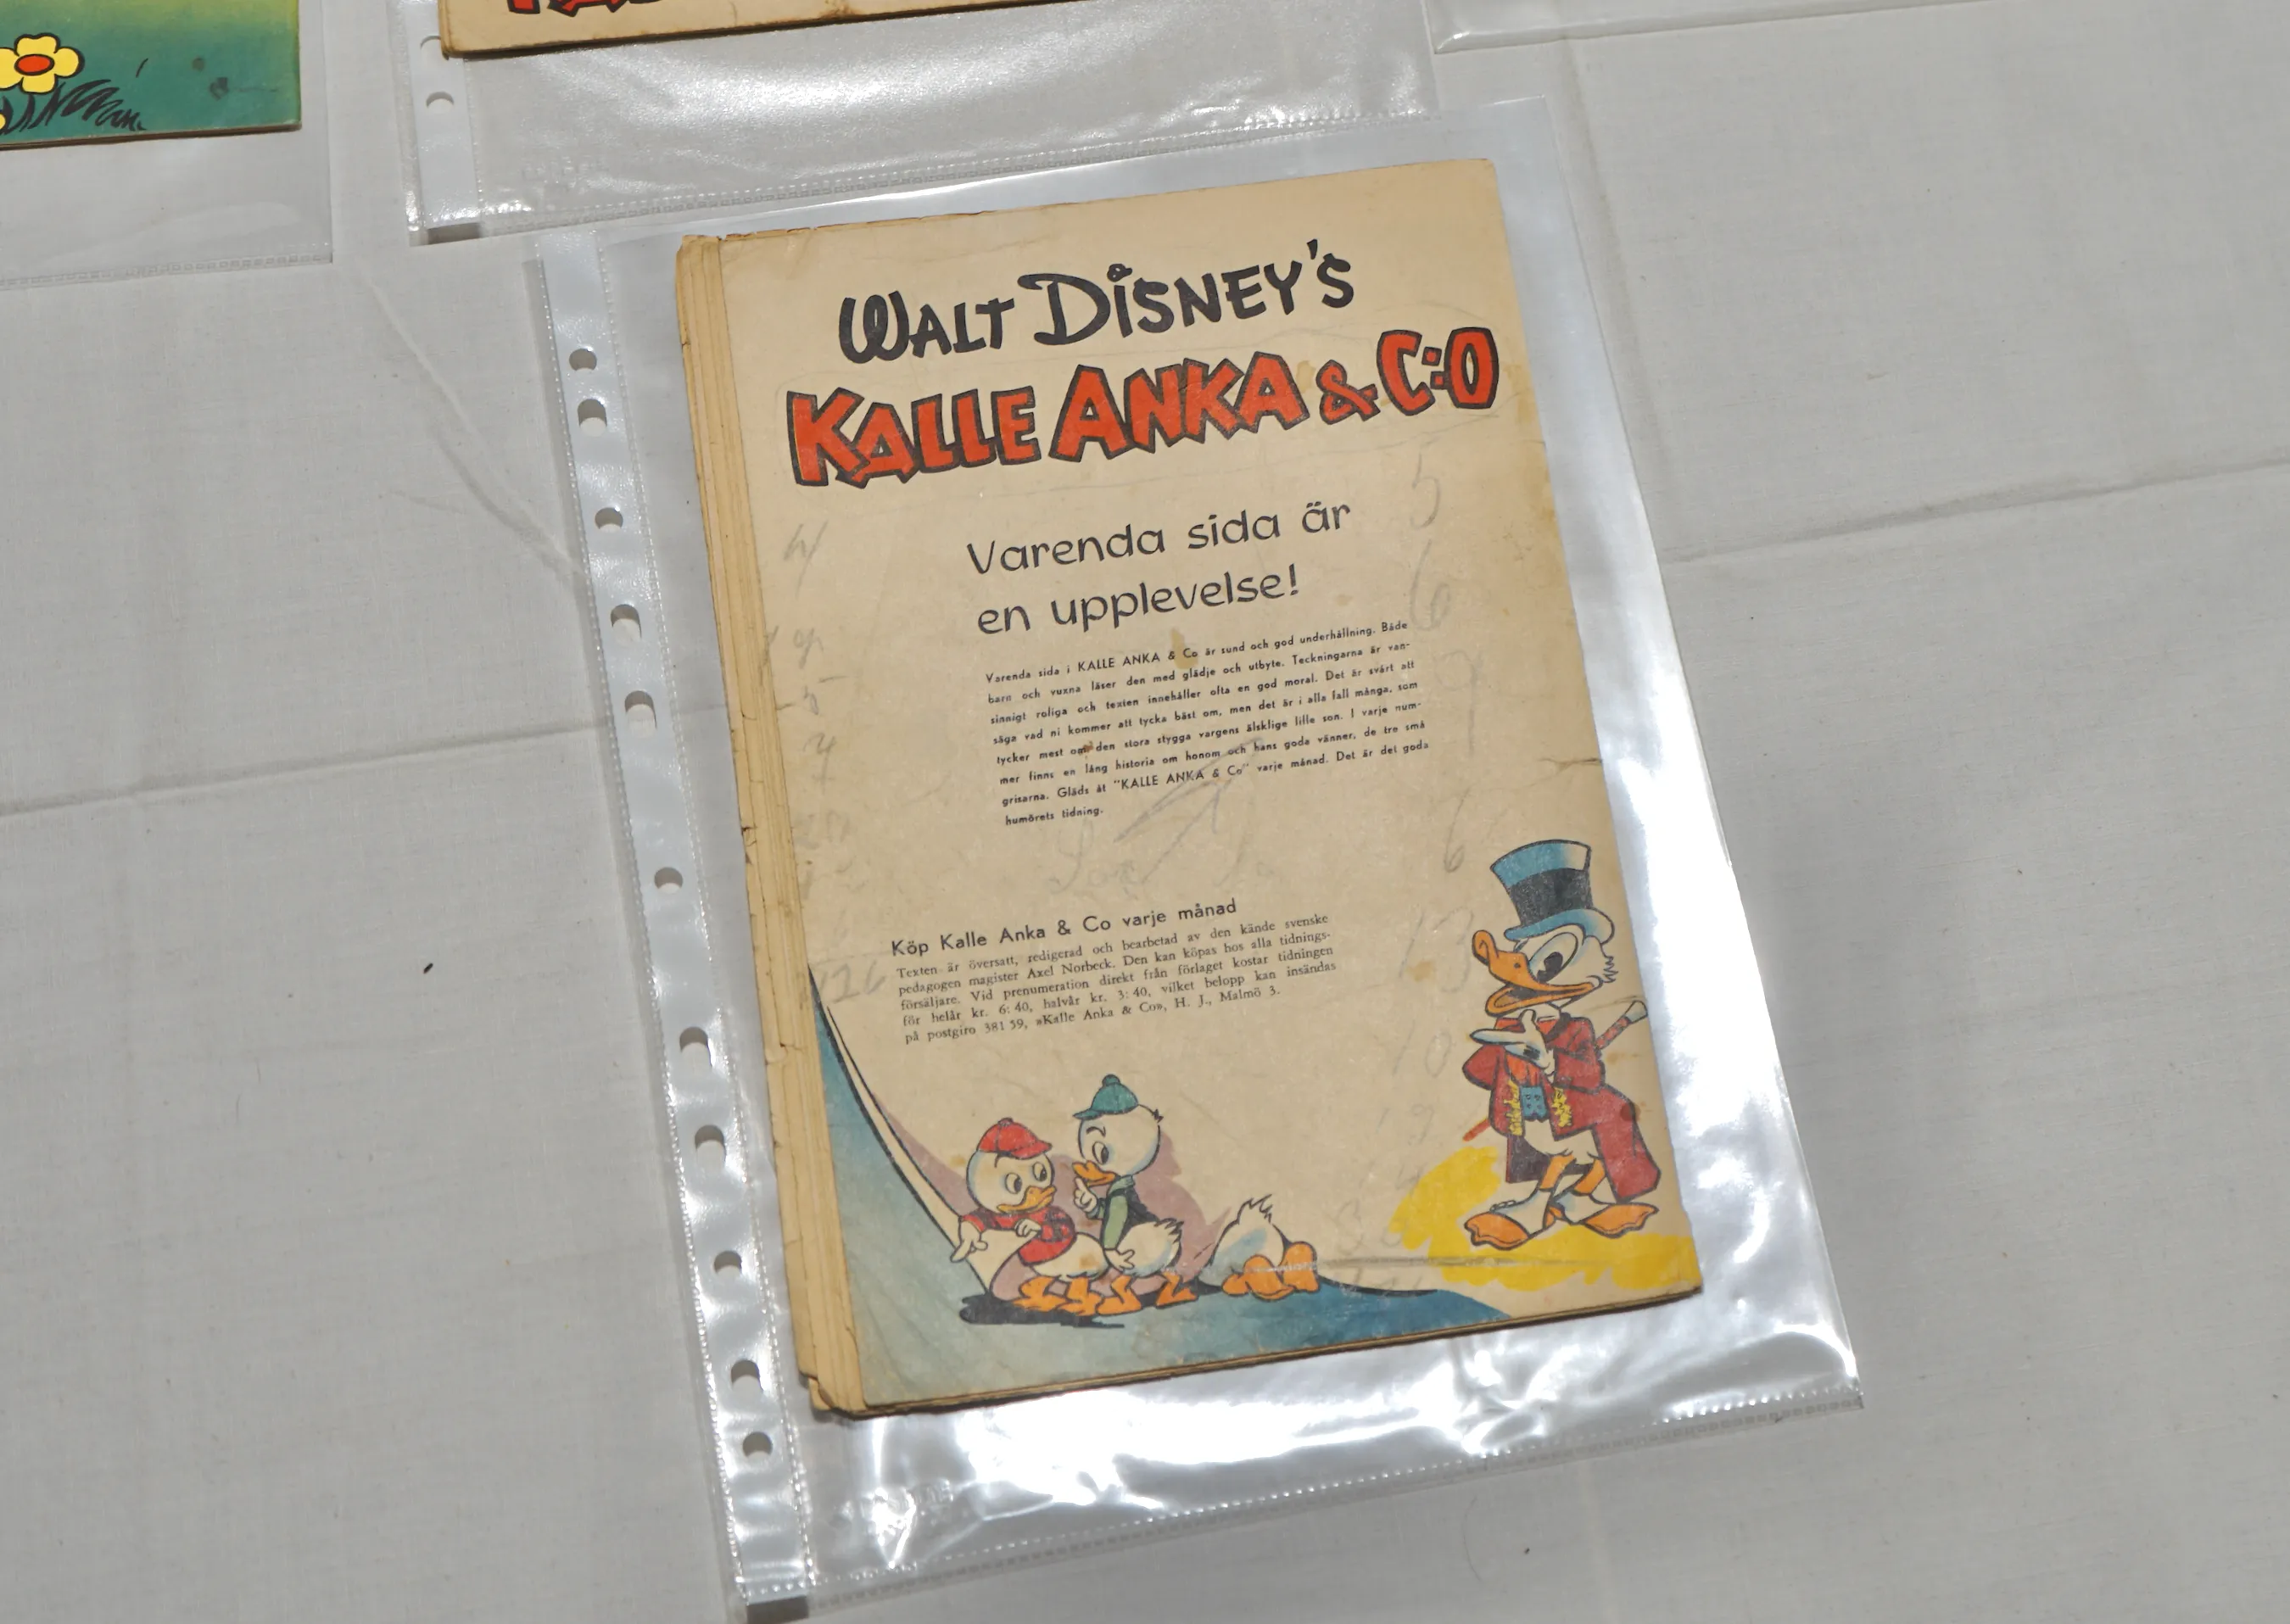 WALT DISNEY'S
KALLE ANKA & C:O
Varenda sida är
en upplevelse!
Varenda sida i KALLE ANKA & Co är sund och god underhållning. Både
barn och vuxna läser den med glädje och utbyte. Teckningarna är van-
sinnigt roliga och texten innehåller ofta en god moral. Det är svårt att
säga vad ni kommer att tycka bäst om, men det är i alla fall många, som
tycker mest om den stora stygga vargens älsklige lille son. I varje num-
mer finns en lång historia om honom och hans goda vänner, de tre små
grisarna. Gläds åt "KALLE ANKA & Co" varje månad. Det är det goda
humörets tidning.
Köp Kalle Anka & Co varje månad
Texten är översatt, redigerad och bearbetad av den kände svenske
pedagogen magister Axel Norbeck. Den kan köpas hos alla tidnings-
försäljare. Vid prenumeration direkt från förlaget kostar tidningen
för helår kr. 6:40, halvår kr. 3:40, vilket belopp kan insändas
på postgiro 381 59, »Kalle Anka & Co», H. J., Malmö 3.
5
6
9
6
13
10
19